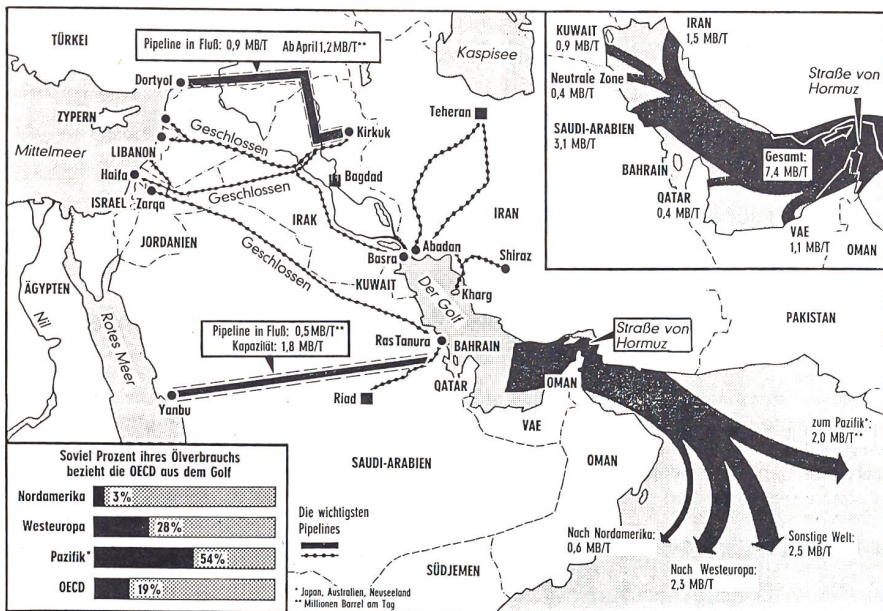 TÜRKEI
Pipeline in Fluß: 0,9 MB/T Ab April 1,2 MB/T**
Kaspisee
Dortyol
Teheran
ZYPERN
Kirkuk
Geschlossen
LIBANON
Mittelmeer
Haifa
Geschlossen
Bagdad
ISRAEL
Zarqa
IRAK
IRAN
JORDANIEN
Geschlossen
Abadan
Basra
Shiraz
KUWAIT
Kharg
Der Golf
ÄGYPTEN
Nil
Rotes Meer
Pipeline in Fluß: 0,5 MB/T**
Kapazität: 1,8 MB/T
Ras Tanura
BAHRAIN
Straße von
Hormuz
PAKISTAN
QATAR
OMAN
Yanbu
Riad
VAE
SAUDI-ARABIEN
OMAN
SÜDJEMEN
zum Pazifik*:
2,0 MB/T**
Nach Nordamerika:
0,6 MB/T
Nach Westeuropa:
2,3 MB/T
Sonstige Welt:
2,5 MB/T
KUWAIT
0,9 MB/T
IRAN
1,5 MB/T
Neutrale Zone
0,4 MB/T
Straße von
Hormuz
SAUDI-ARABIEN
3,1 MB/T
BAHRAIN
Gesamt:
7,4 MB/T
QATAR
0,4 MB/T
VAE
1,1 MB/T
OMAN
Soviel Prozent ihres Ölverbrauchs
bezieht die OECD aus dem Golf
Nordamerika 3%
Westeuropa 28%
Pazifik* 54%
OECD 19%
Die wichtigsten
Pipelines
* Japan, Australien, Neuseeland
** Millionen Barrel am Tag